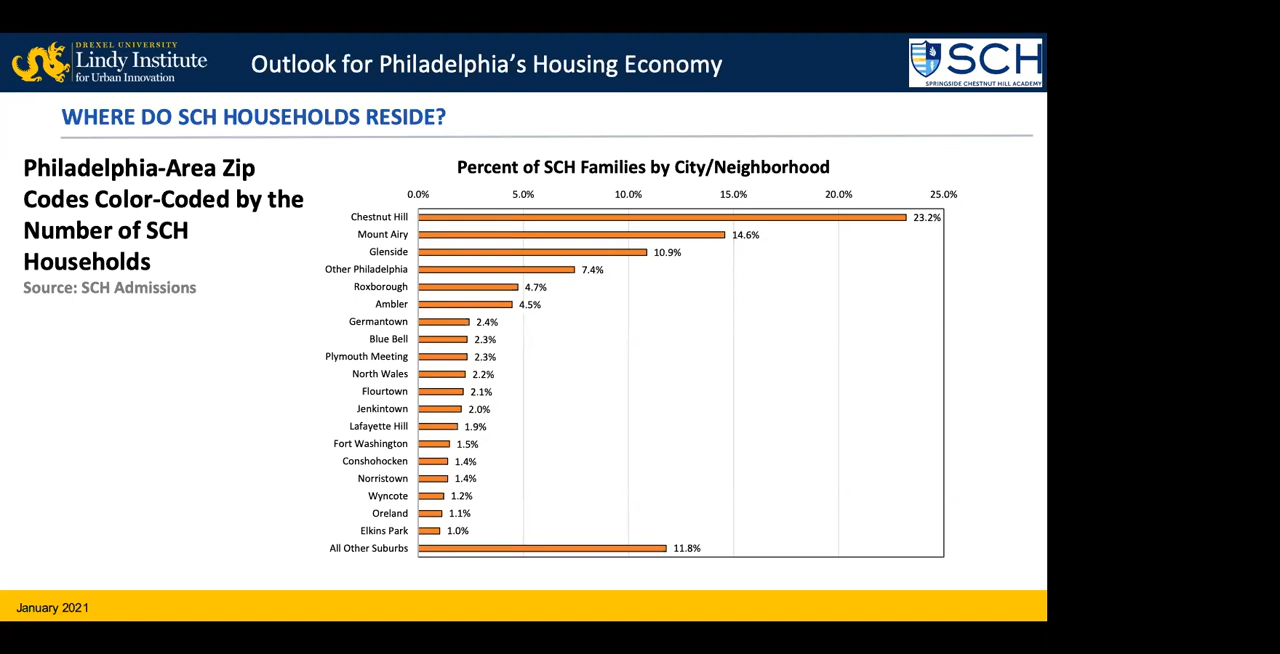 DREXEL UNIVERSITY
Lindy Institute
for Urban Innovation
Outlook for Philadelphia's Housing Economy
SCH
SPRINGSIDE CHESTNUT HILL ACADEMY
WHERE DO SCH HOUSEHOLDS RESIDE?
Philadelphia-Area Zip
Codes Color-Coded by the
Number of SCH
Households
Source: SCH Admissions
Percent of SCH Families by City/Neighborhood
0.0% 5.0% 10.0% 15.0% 20.0% 25.0%
Chestnut Hill 23.2%
Mount Airy 14.6%
Glenside 10.9%
Other Philadelphia 7.4%
Roxborough 4.7%
Ambler 4.5%
Germantown 2.4%
Blue Bell 2.3%
Plymouth Meeting 2.3%
North Wales 2.2%
Flourtown 2.1%
Jenkintown 2.0%
Lafayette Hill 1.9%
Fort Washington 1.5%
Conshohocken 1.4%
Norristown 1.4%
Wyncote 1.2%
Oreland 1.1%
Elkins Park 1.0%
All Other Suburbs 11.8%
January 2021